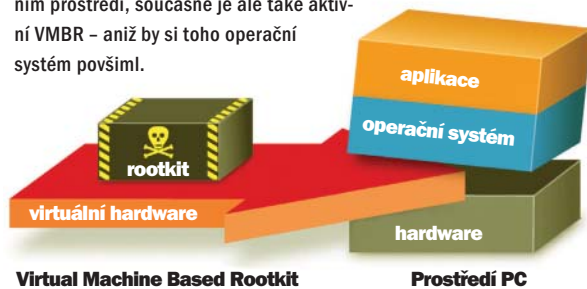 ním prostředí, současně je ale také aktiv-
ní VMBR – aniž by si toho operační
systém povšiml.
aplikace
operační systém
rootkit
virtuální hardware
hardware
Virtual Machine Based Rootkit
Prostředí PC